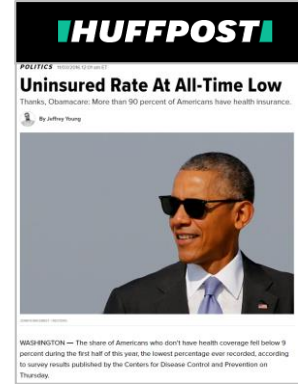 HUFFPOST
POLITICS
Uninsured Rate At All-Time Low
Thanks, Obamacare: More than 90 percent of Americans have health insurance.
By Jeffrey Young
WASHINGTON — The share of Americans who don't have health coverage fell below 9
percent during the first half of this year, the lowest percentage ever recorded, according
to survey results published by the Centers for Disease Control and Prevention on
Thursday.